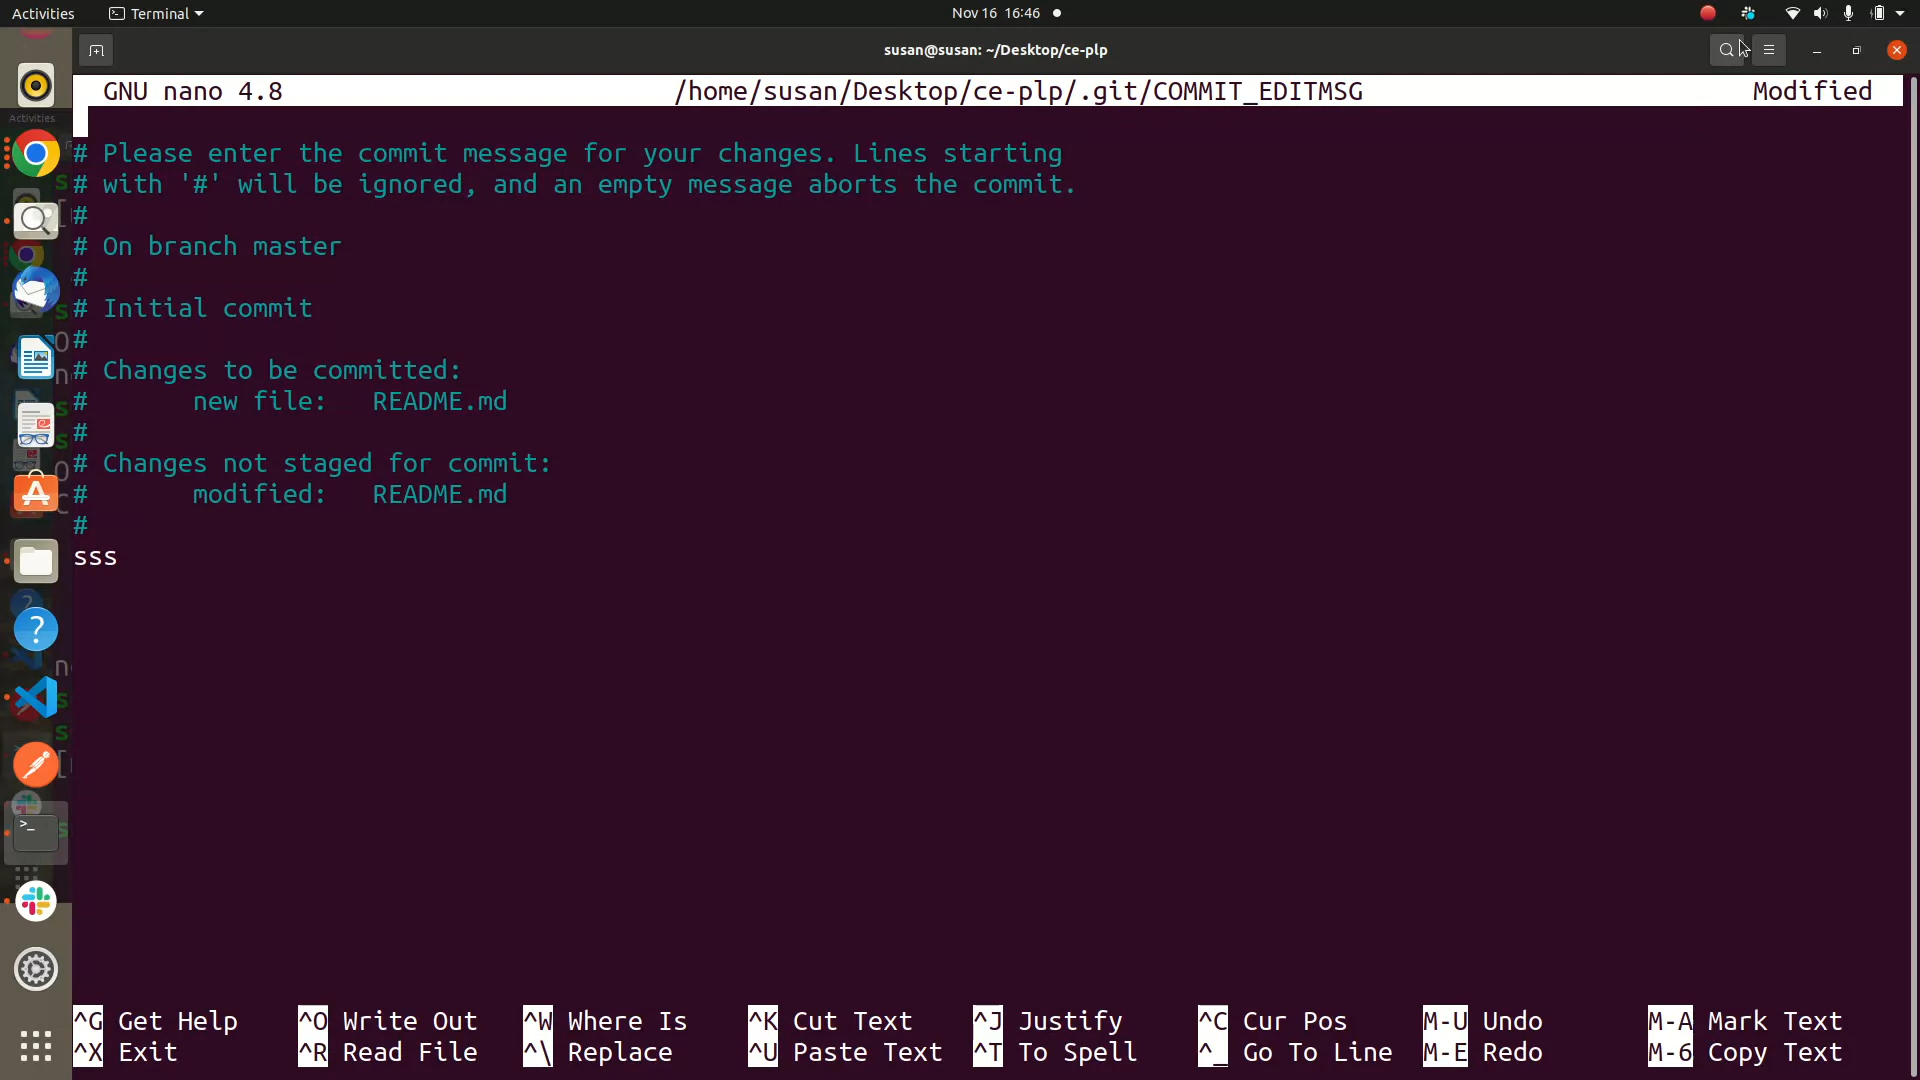 Activities Terminal Nov 16 16:46
susan@susan: ~/Desktop/ce-plp
GNU nano 4.8 /home/susan/Desktop/ce-plp/.git/COMMIT_EDITMSG Modified
Activities
# Please enter the commit message for your changes. Lines starting
# with '#' will be ignored, and an empty message aborts the commit.
#
# On branch master
#
# Initial commit
#
# Changes to be committed:
#       new file:   README.md
#
# Changes not staged for commit:
#       modified:   README.md
#
sss
^G Get Help ^O Write Out ^W Where Is ^K Cut Text ^J Justify ^C Cur Pos M-U Undo M-A Mark Text
^X Exit ^R Read File ^\ Replace ^U Paste Text ^T To Spell ^_ Go To Line M-E Redo M-6 Copy Text